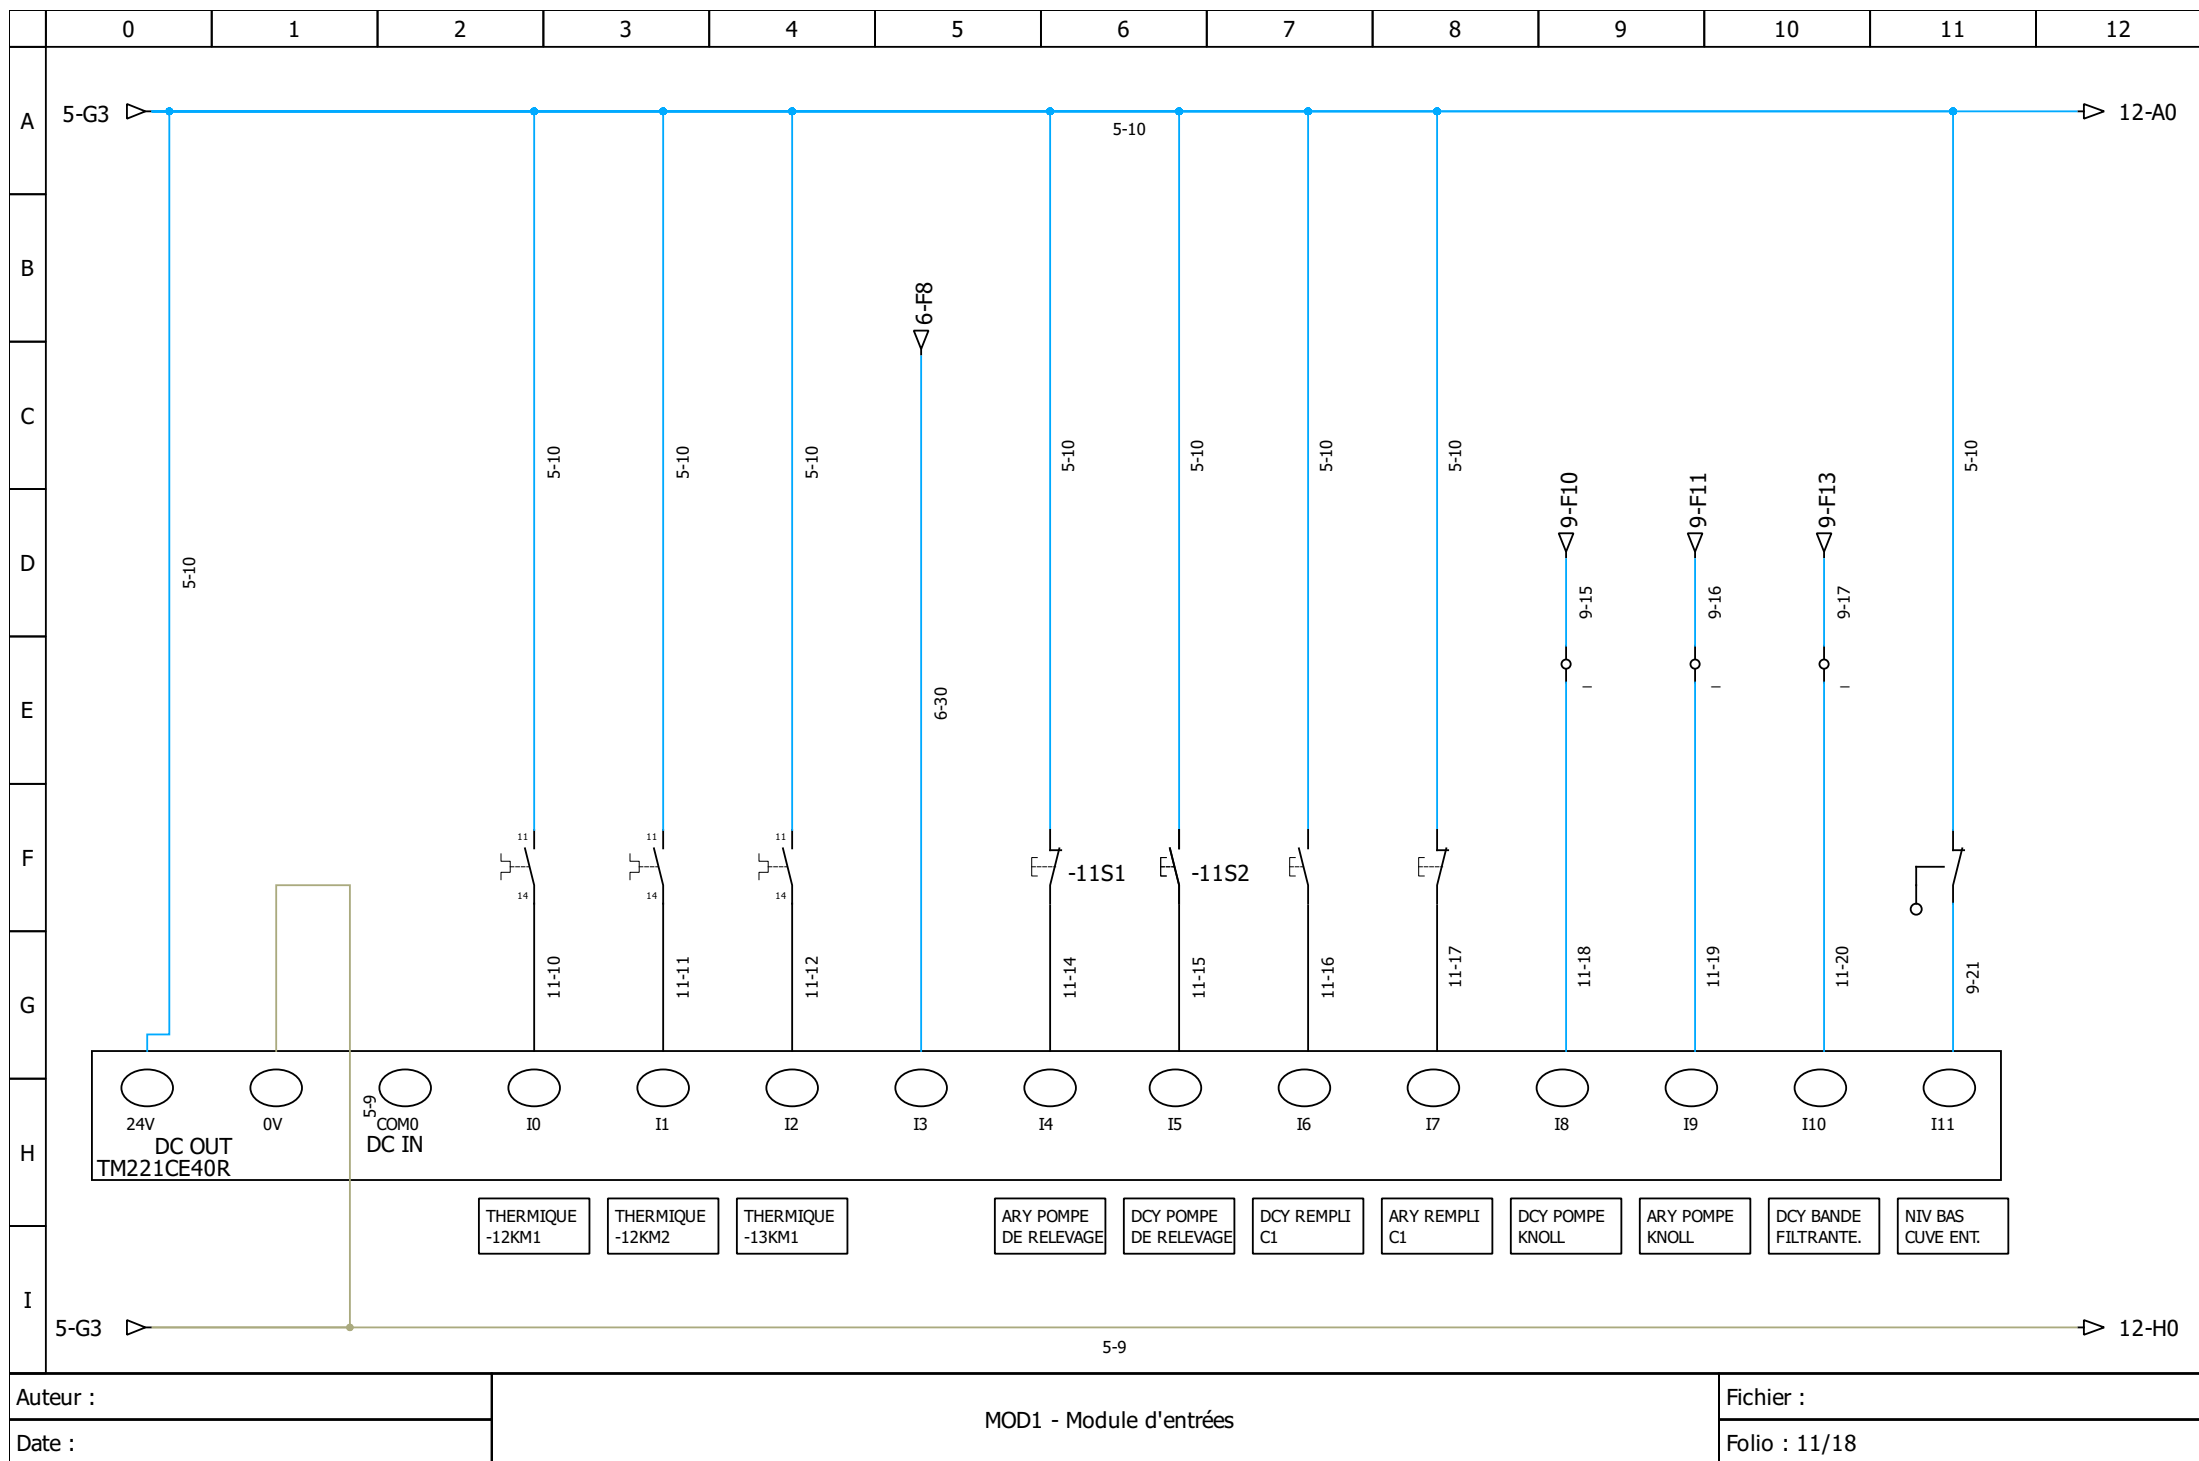 0 1 2 3 4 5 6 7 8 9 10 11 12
A
5-G3
5-10
12-A0
B
6-F8
C
5-10 5-10 5-10 5-10 5-10 5-10 5-10 5-10
9-F10 9-F11 9-F13
D
5-10
9-15 9-16 9-17
E
6-30
F
11 11 11
-11S1 -11S2
14 14 14
G
11-10 11-11 11-12 11-14 11-15 11-16 11-17 11-18 11-19 11-20 9-21
H
5-9
24V 0V COM0 I0 I1 I2 I3 I4 I5 I6 I7 I8 I9 I10 I11
DC OUT DC IN
TM221CE40R
THERMIQUE
-12KM1
THERMIQUE
-12KM2
THERMIQUE
-13KM1
ARY POMPE
DE RELEVAGE
DCY POMPE
DE RELEVAGE
DCY REMPLI
C1
ARY REMPLI
C1
DCY POMPE
KNOLL
ARY POMPE
KNOLL
DCY BANDE
FILTRANTE.
NIV BAS
CUVE ENT.
I
5-G3
12-H0
5-9
Auteur :
Date :
MOD1 - Module d'entrées
Fichier :
Folio : 11/18